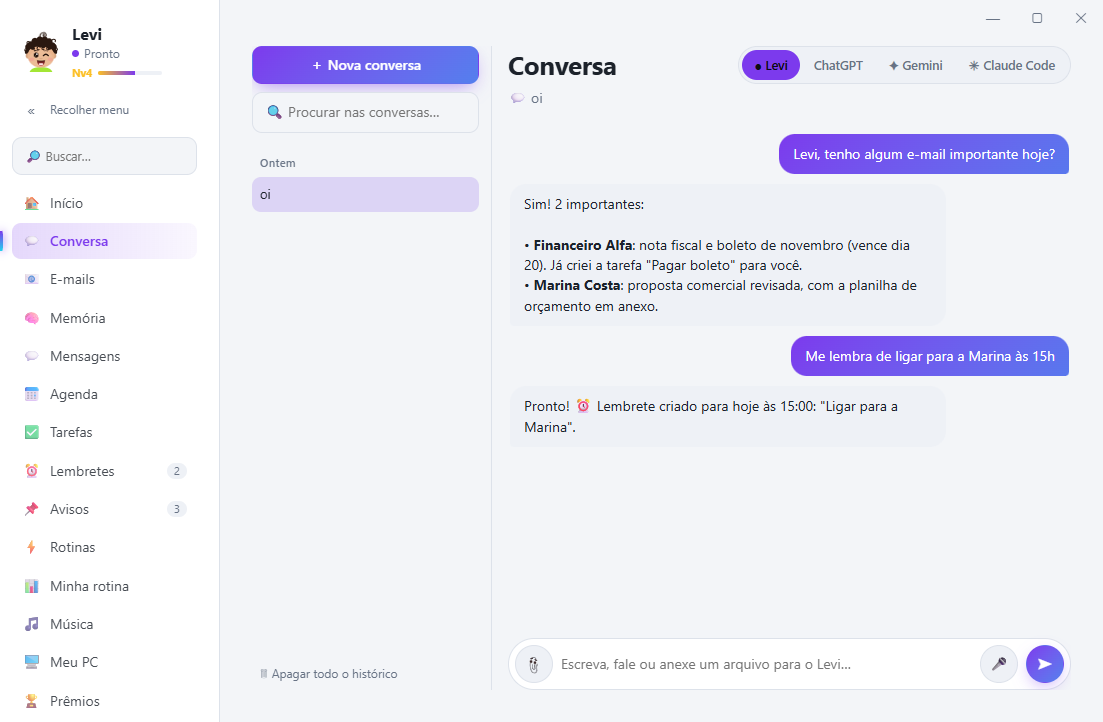 Levi
Pronto
Nv4
« Recolher menu
Buscar...
Início
Conversa
E-mails
Memória
Mensagens
Agenda
Tarefas
Lembretes 2
Avisos 3
Rotinas
Minha rotina
Música
Meu PC
Prêmios
+ Nova conversa
Procurar nas conversas...
Ontem
oi
Apagar todo o histórico
Conversa
oi
● Levi ChatGPT ✦ Gemini ✳ Claude Code
Levi, tenho algum e-mail importante hoje?
Sim! 2 importantes:
• Financeiro Alfa: nota fiscal e boleto de novembro (vence dia
20). Já criei a tarefa "Pagar boleto" para você.
• Marina Costa: proposta comercial revisada, com a planilha de
orçamento em anexo.
Me lembra de ligar para a Marina às 15h
Pronto! ⏰ Lembrete criado para hoje às 15:00: "Ligar para a
Marina".
Escreva, fale ou anexe um arquivo para o Levi...